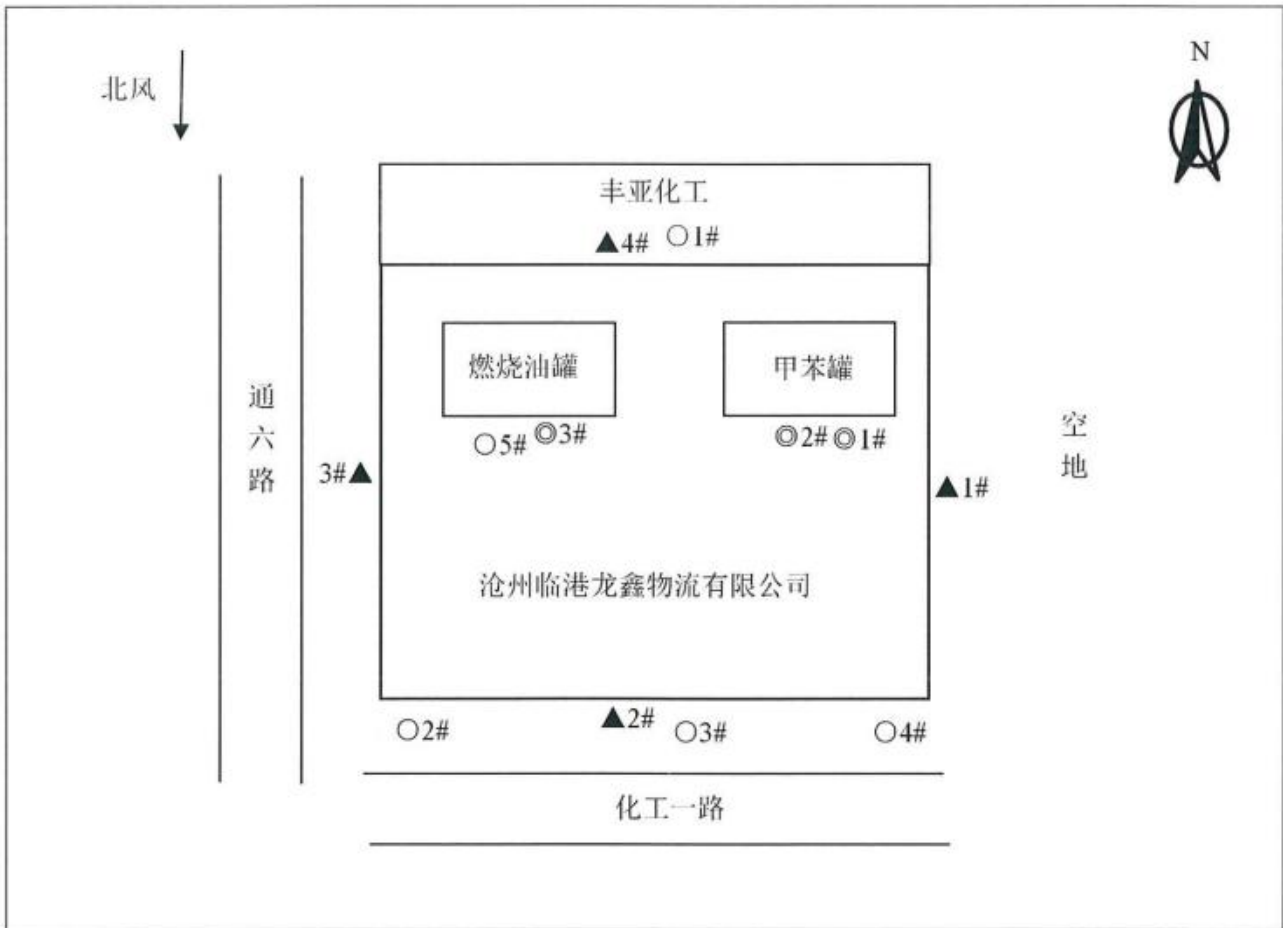 北风
N
丰亚化工
▲4# ○1#
燃烧油罐
甲苯罐
○5# ◎3#
◎2# ◎1#
通六路
空地
3#▲
▲1#
沧州临港龙鑫物流有限公司
○2#
▲2#
○3#
○4#
化工一路